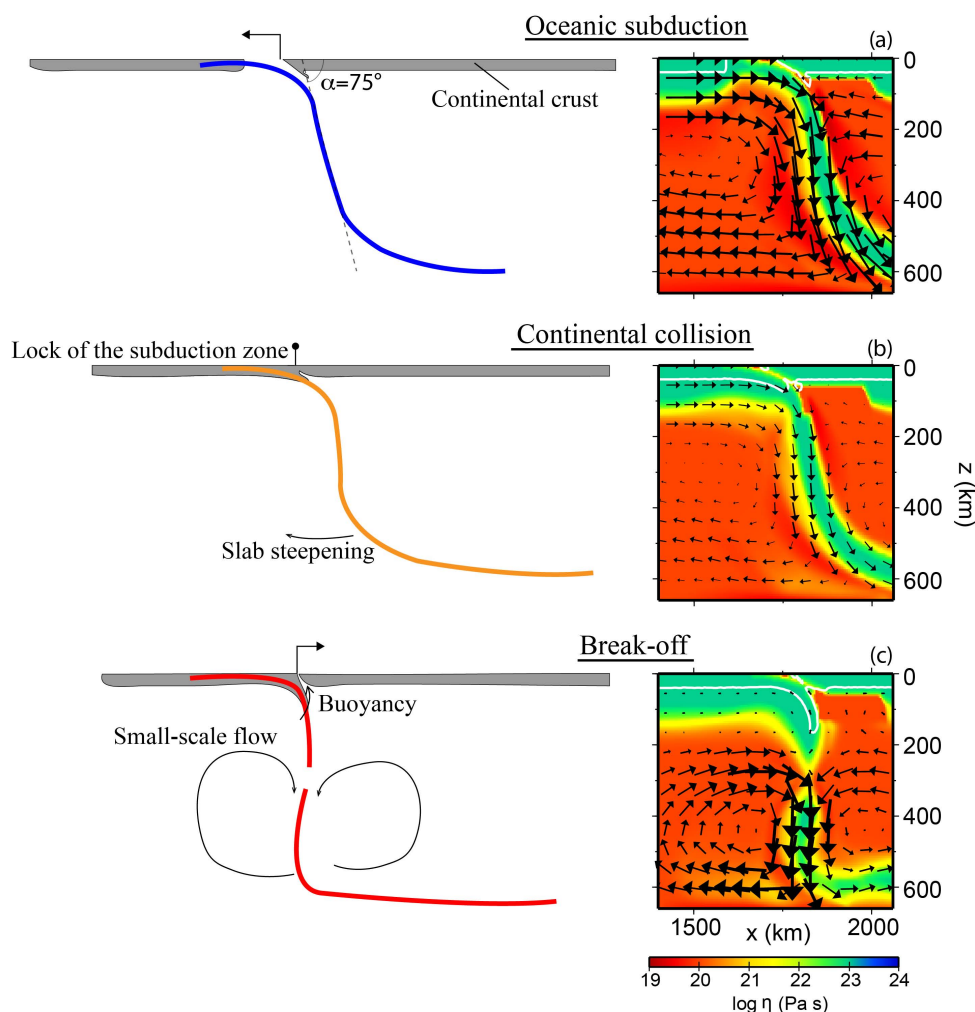 Oceanic subduction
(a)
α=75°
Continental crust
0
200
400
600
Continental collision
(b)
Lock of the subduction zone
Slab steepening
0
200
400
600
z (km)
Break-off
(c)
Buoyancy
Small-scale flow
0
200
400
600
1500
x (km)
2000
19
20
21
22
23
24
log η (Pa s)